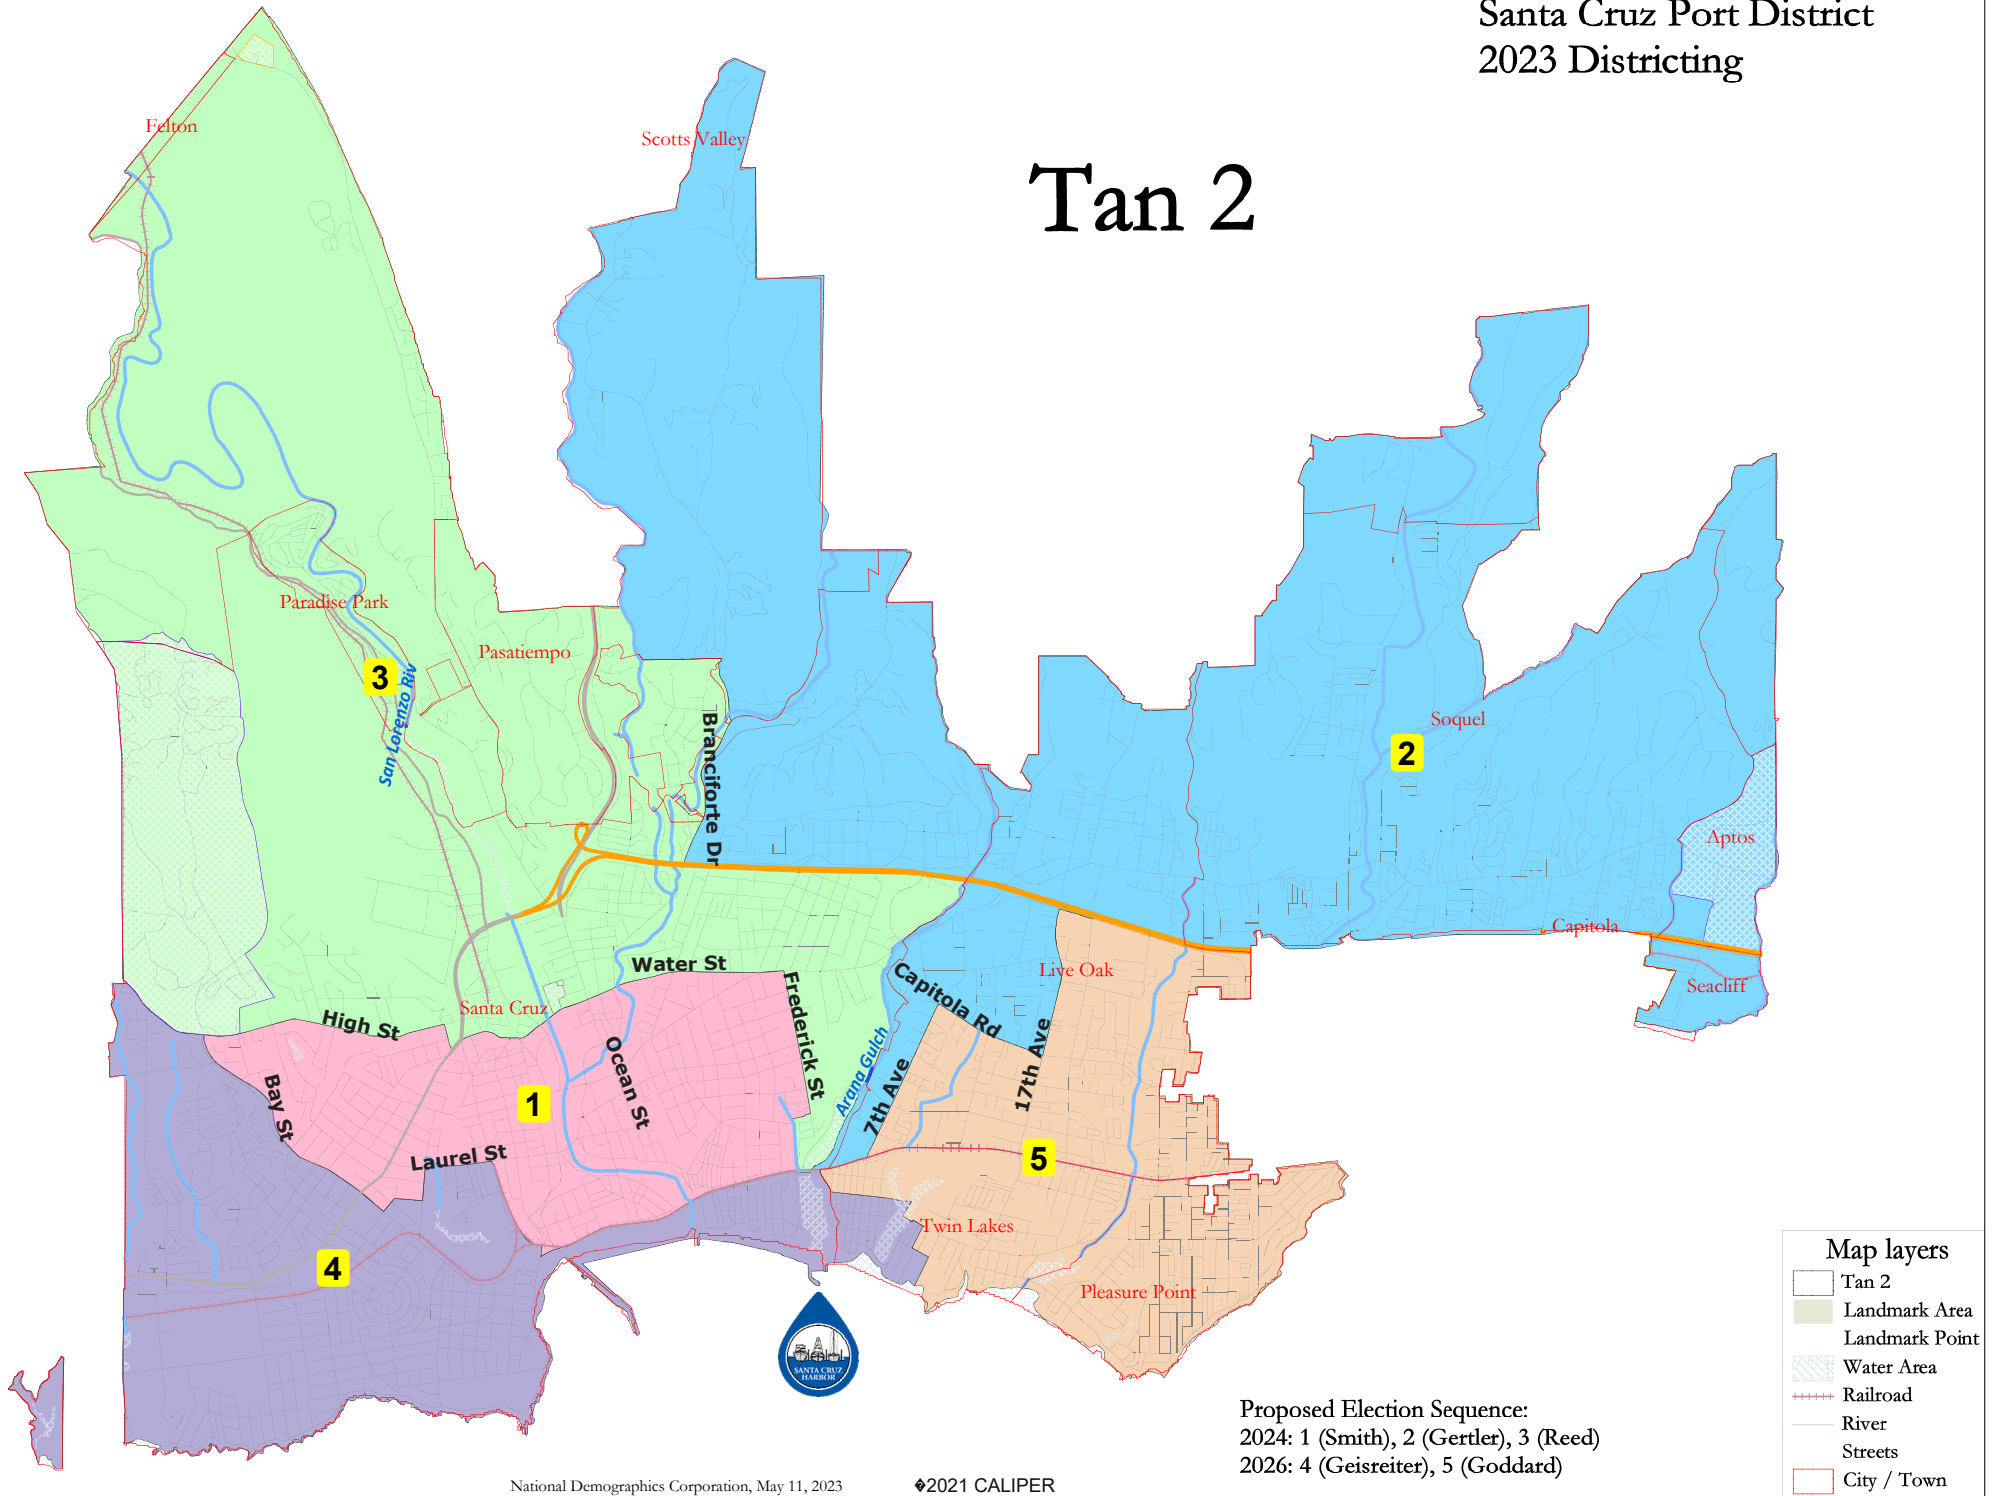 Santa Cruz Port District
2023 Districting
Tan 2
Felton
Scotts Valley
Paradise Park
Pasatiempo
3
San Lorenzo Riv
Branciforte Dr
Soquel
2
Aptos
Capitola
Seacliff
Water St
Live Oak
Capitola Rd
Santa Cruz
High St
Frederick St
Ocean St
Arana Gulch
7th Ave
17th Ave
Bay St
1
Laurel St
5
Twin Lakes
4
Pleasure Point
SANTA CRUZ
HARBOR
Map layers
Tan 2
Landmark Area
Landmark Point
Water Area
Railroad
River
Streets
City / Town
Proposed Election Sequence:
2024: 1 (Smith), 2 (Gertler), 3 (Reed)
2026: 4 (Geisreiter), 5 (Goddard)
National Demographics Corporation, May 11, 2023
�2021 CALIPER